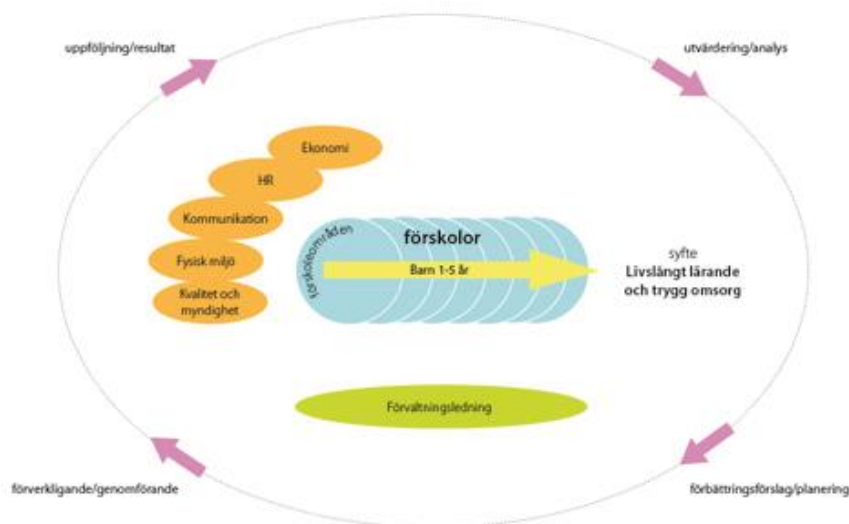 uppföljning/resultat
utvärdering/analys
Ekonomi
HR
Kommunikation
Fysisk miljö
Kvalitet och
myndighet
förskoleområden
förskolor
Barn 1-5 år
syfte
Livslångt lärande
och trygg omsorg
Förvaltningsledning
förverkligande/genomförande
förbättringsförslag/planering